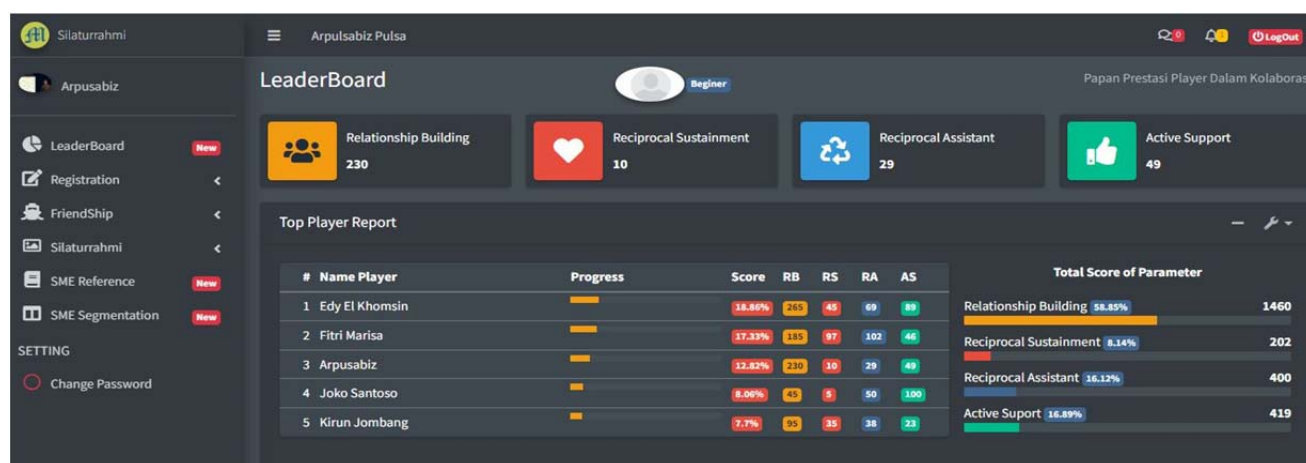 Silaturrahmi
Arpulsabiz Pulsa
0
LogOut
Arpusabiz
LeaderBoard New
Registration
FriendShip
Silaturrahmi
SME Reference New
SME Segmentation New
SETTING
Change Password
LeaderBoard
Beginer
Papan Prestasi Player Dalam Kolaboras
Relationship Building
230
Reciprocal Sustainment
10
Reciprocal Assistant
29
Active Support
49
Top Player Report
# Name Player Progress Score RB RS RA AS
1 Edy El Khomsin 18.86% 265 45 69 89
2 Fitri Marisa 17.33% 185 97 102 46
3 Arpusabiz 12.82% 230 10 29 49
4 Joko Santoso 8.06% 45 5 50 100
5 Kirun Jombang 7.7% 95 35 38 23
Total Score of Parameter
Relationship Building 58.85% 1460
Reciprocal Sustainment 8.14% 202
Reciprocal Assistant 16.12% 400
Active Suport 16.89% 419